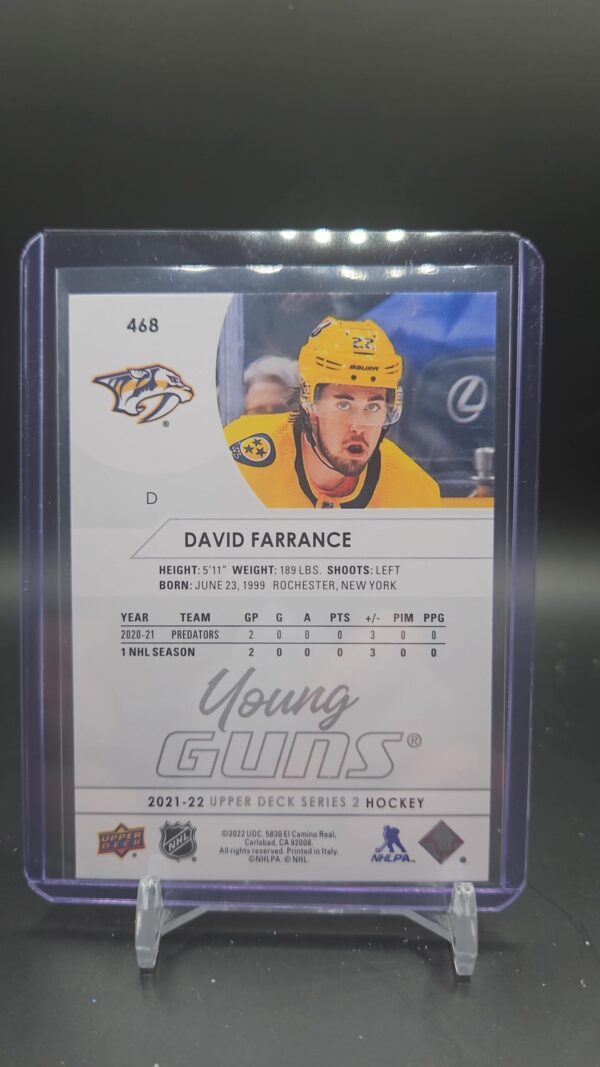 468
22
BAUER
®
D
DAVID FARRANCE
HEIGHT: 5'11" WEIGHT: 189 LBS. SHOOTS: LEFT
BORN: JUNE 23, 1999 ROCHESTER, NEW YORK
YEAR TEAM GP G A PTS +/- PIM PPG
2020-21 PREDATORS 2 0 0 0 3 0 0
1 NHL SEASON 2 0 0 0 3 0 0
Young
GUNS®
2021-22 UPPER DECK SERIES 2 HOCKEY
UPPER DECK
NHL ®
©2022 UDC. 5830 El Camino Real,
Carlsbad, CA 92008.
All rights reserved. Printed in Italy.
©NHLPA. © NHL.
NHLPA™
®